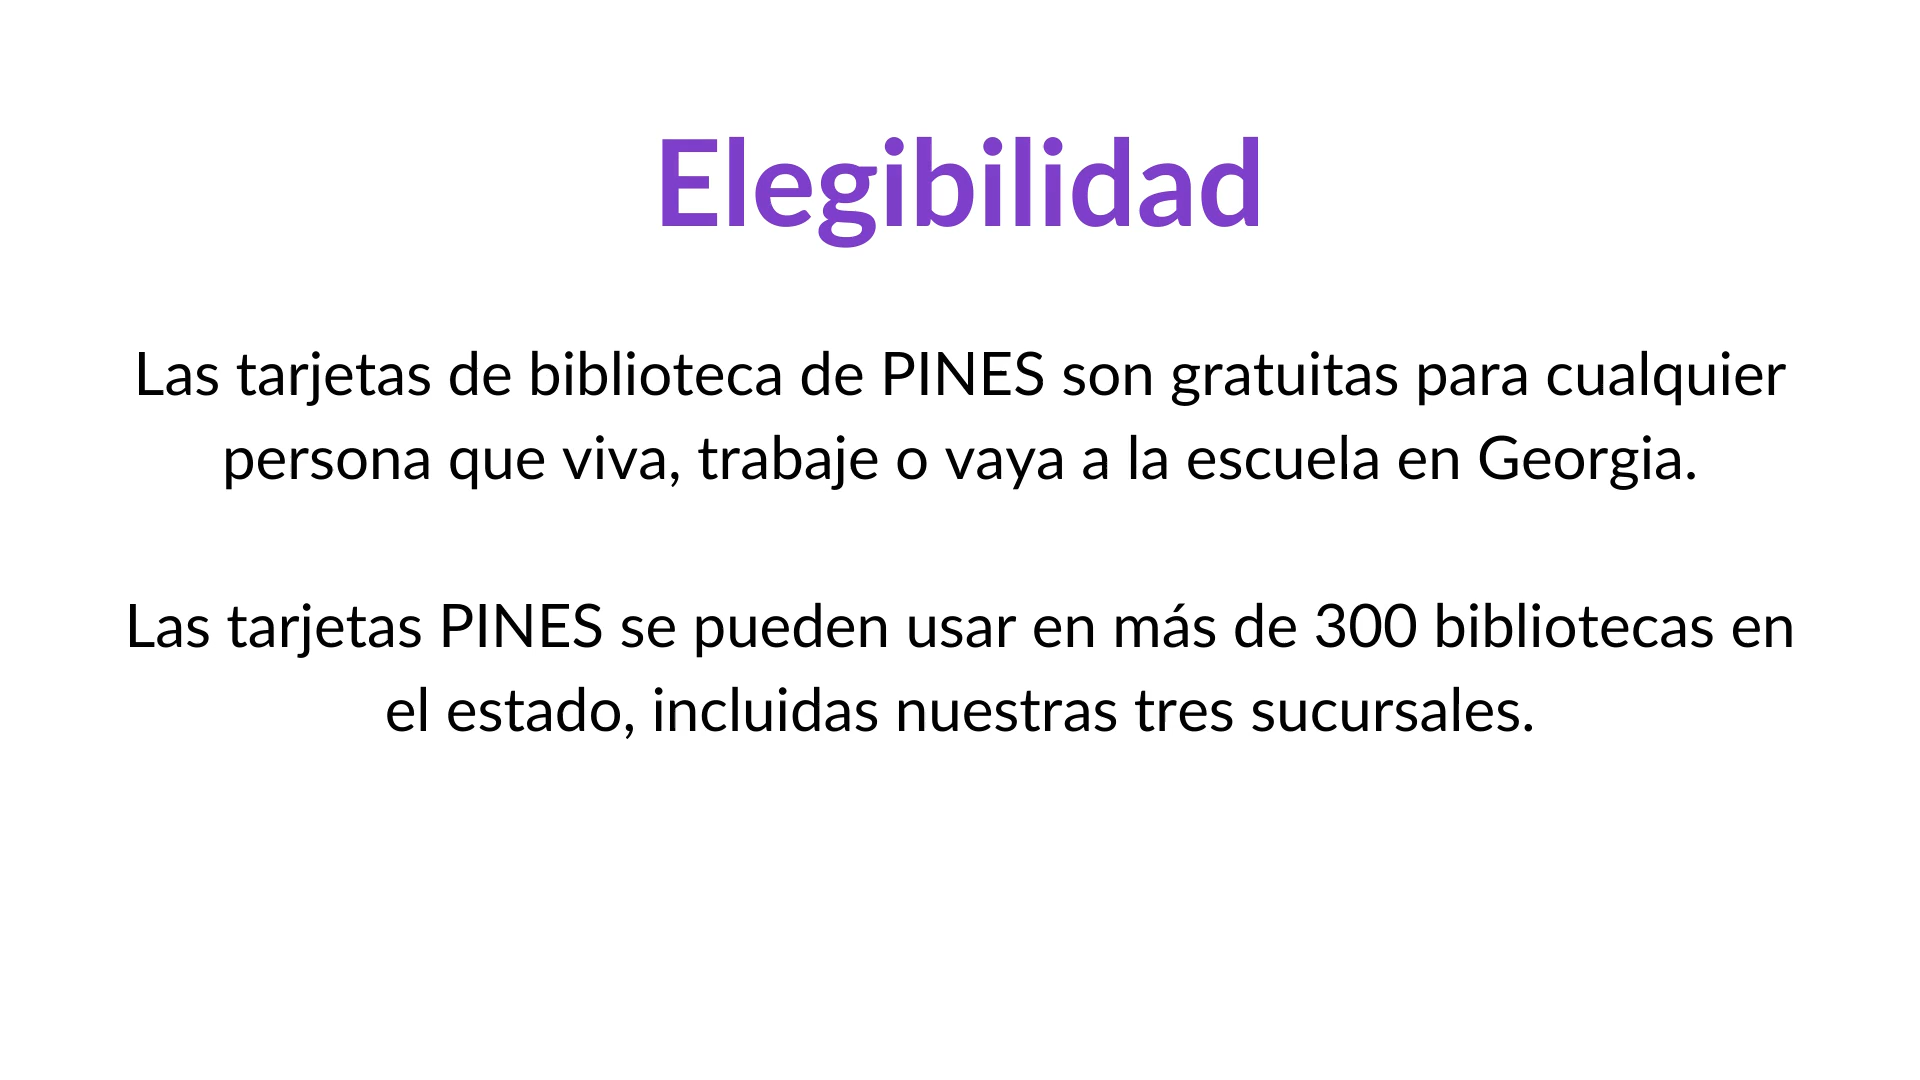 Elegibilidad
Las tarjetas de biblioteca de PINES son gratuitas para cualquier
persona que viva, trabaje o vaya a la escuela en Georgia.
Las tarjetas PINES se pueden usar en más de 300 bibliotecas en
el estado, incluidas nuestras tres sucursales.